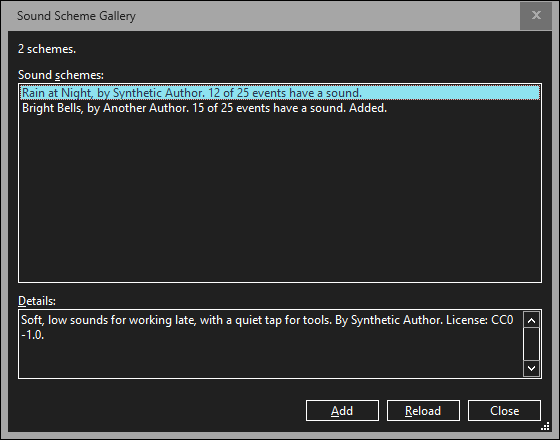 Sound Scheme Gallery
x
2 schemes.
Sound schemes:
Rain at Night, by Synthetic Author. 12 of 25 events have a sound.
Bright Bells, by Another Author. 15 of 25 events have a sound. Added.
Details:
Soft, low sounds for working late, with a quiet tap for tools. By Synthetic Author. License: CC0
-1.0.
Add Reload Close